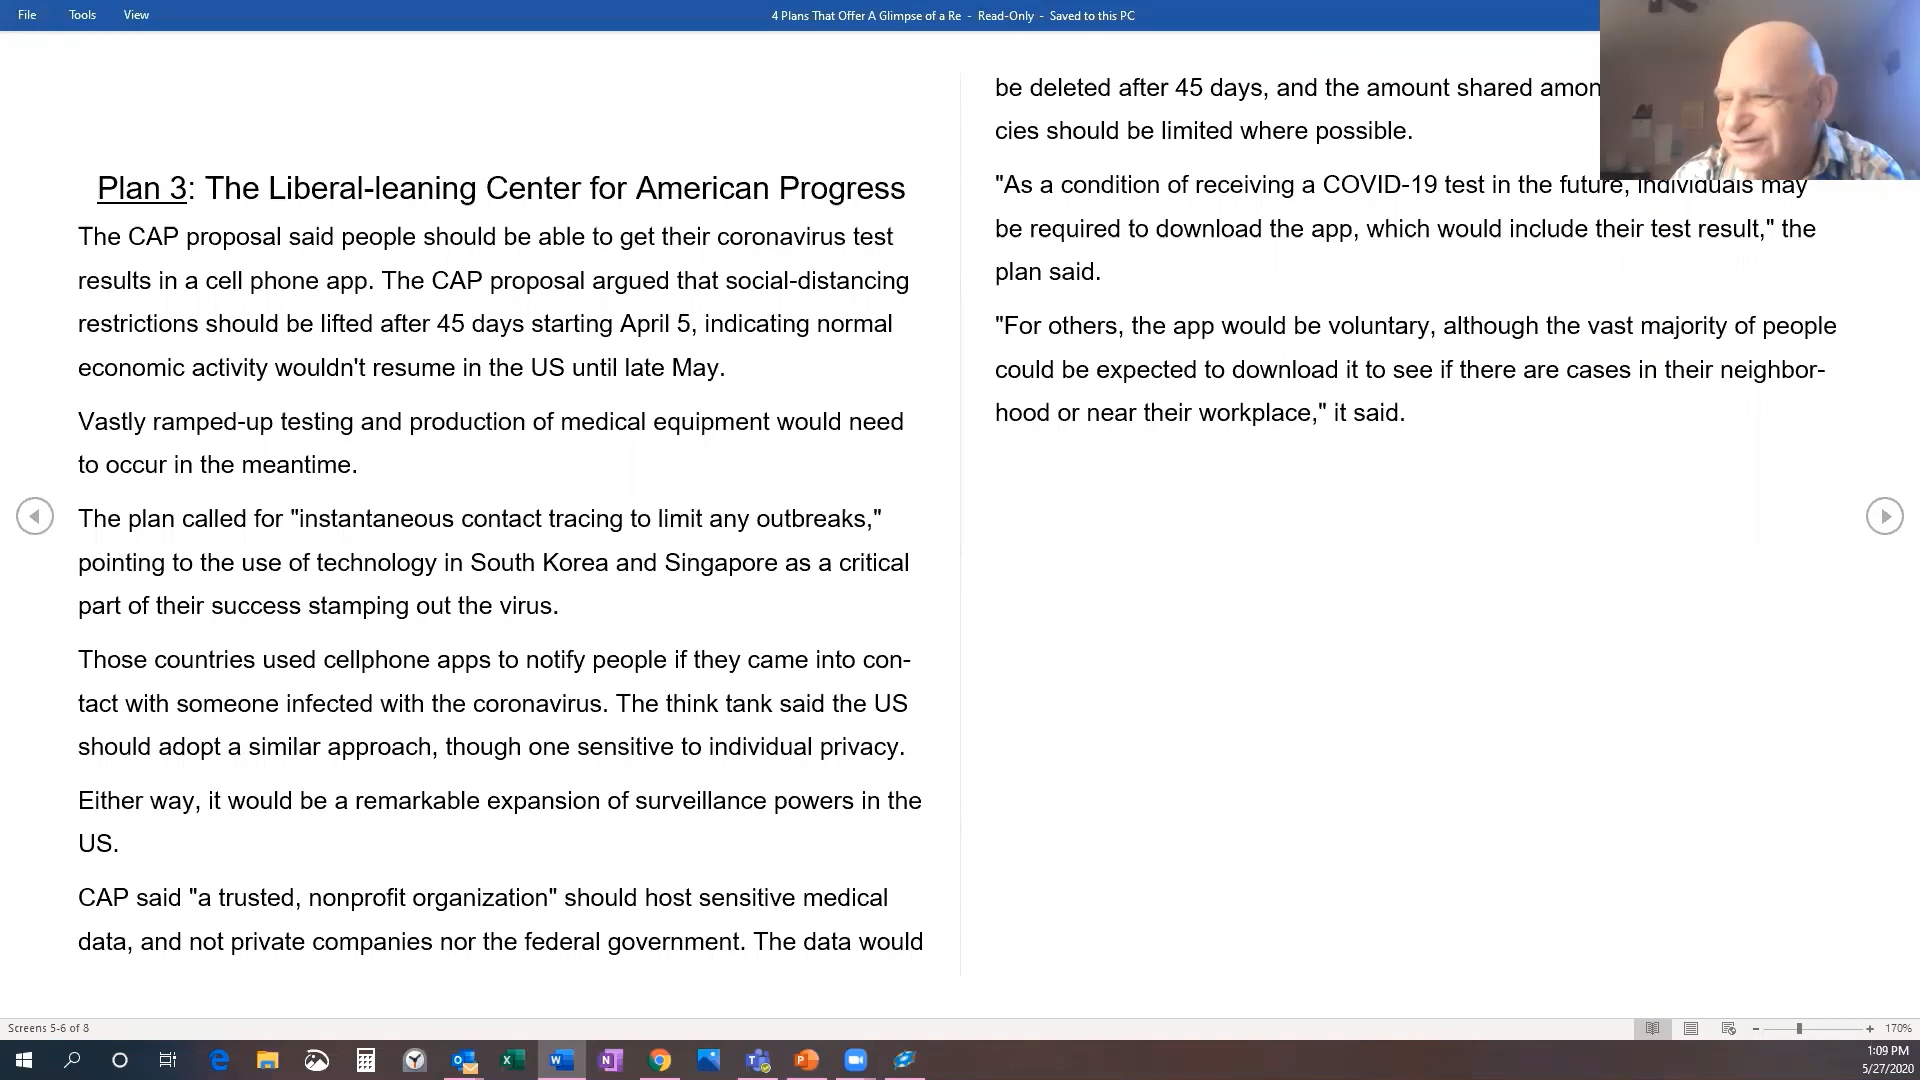 File Tools View 4 Plans That Offer A Glimpse of a Re - Read-Only - Saved to this PC
Plan 3: The Liberal-leaning Center for American Progress
The CAP proposal said people should be able to get their coronavirus test
results in a cell phone app. The CAP proposal argued that social-distancing
restrictions should be lifted after 45 days starting April 5, indicating normal
economic activity wouldn't resume in the US until late May.
Vastly ramped-up testing and production of medical equipment would need
to occur in the meantime.
The plan called for "instantaneous contact tracing to limit any outbreaks,"
pointing to the use of technology in South Korea and Singapore as a critical
part of their success stamping out the virus.
Those countries used cellphone apps to notify people if they came into con-
tact with someone infected with the coronavirus. The think tank said the US
should adopt a similar approach, though one sensitive to individual privacy.
Either way, it would be a remarkable expansion of surveillance powers in the
US.
CAP said "a trusted, nonprofit organization" should host sensitive medical
data, and not private companies nor the federal government. The data would
be deleted after 45 days, and the amount shared amon
cies should be limited where possible.
"As a condition of receiving a COVID-19 test in the future, individuals may
be required to download the app, which would include their test result," the
plan said.
"For others, the app would be voluntary, although the vast majority of people
could be expected to download it to see if there are cases in their neighbor-
hood or near their workplace," it said.
Screens 5-6 of 8
170%
1:09 PM
5/27/2020